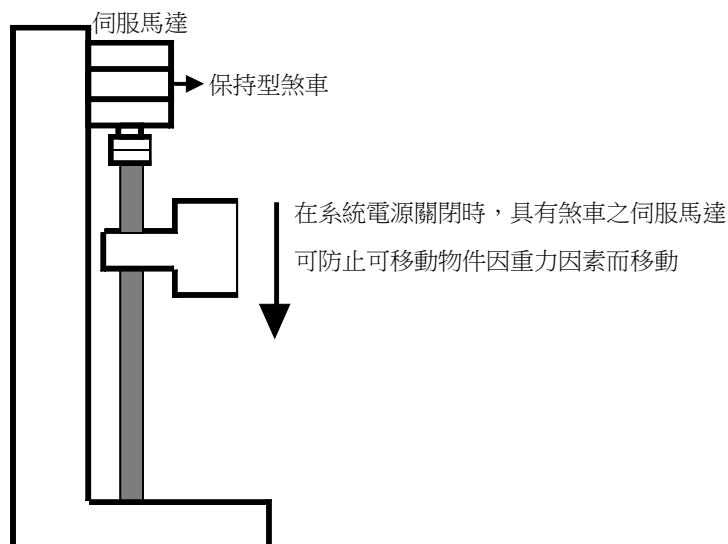 伺服馬達
保持型煞車
在系統電源關閉時，具有煞車之伺服馬達
可防止可移動物件因重力因素而移動